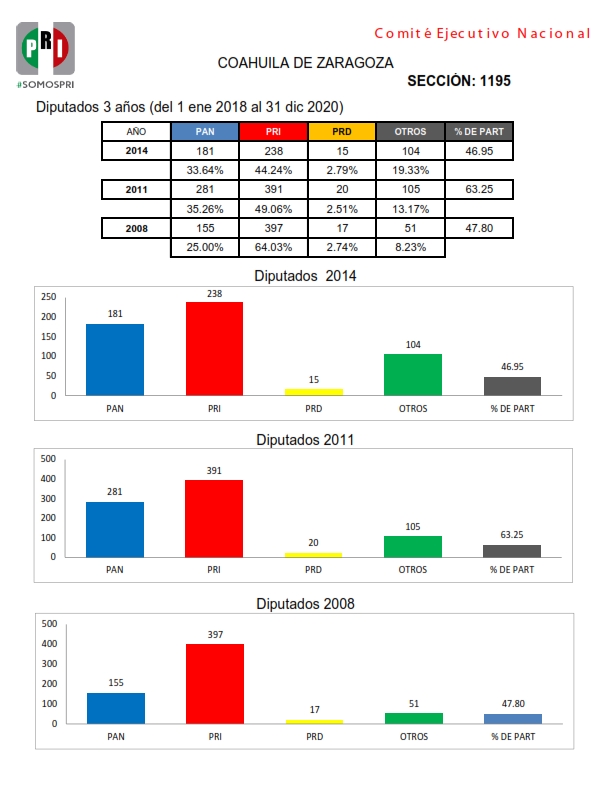 Comité Ejecutivo Nacional
PRI
#SOMOSPRI
COAHUILA DE ZARAGOZA
SECCIÓN: 1195
Diputados 3 años (del 1 ene 2018 al 31 dic 2020)
AÑO PAN PRI PRD OTROS % DE PART
2014 181 238 15 104 46.95
33.64% 44.24% 2.79% 19.33%
2011 281 391 20 105 63.25
35.26% 49.06% 2.51% 13.17%
2008 155 397 17 51 47.80
25.00% 64.03% 2.74% 8.23%
Diputados 2014
250
200
150
100
50
0
181 238 15 104 46.95
PAN PRI PRD OTROS % DE PART
Diputados 2011
500
400
300
200
100
0
281 391 20 105 63.25
PAN PRI PRD OTROS % DE PART
Diputados 2008
500
400
300
200
100
0
155 397 17 51 47.80
PAN PRI PRD OTROS % DE PART